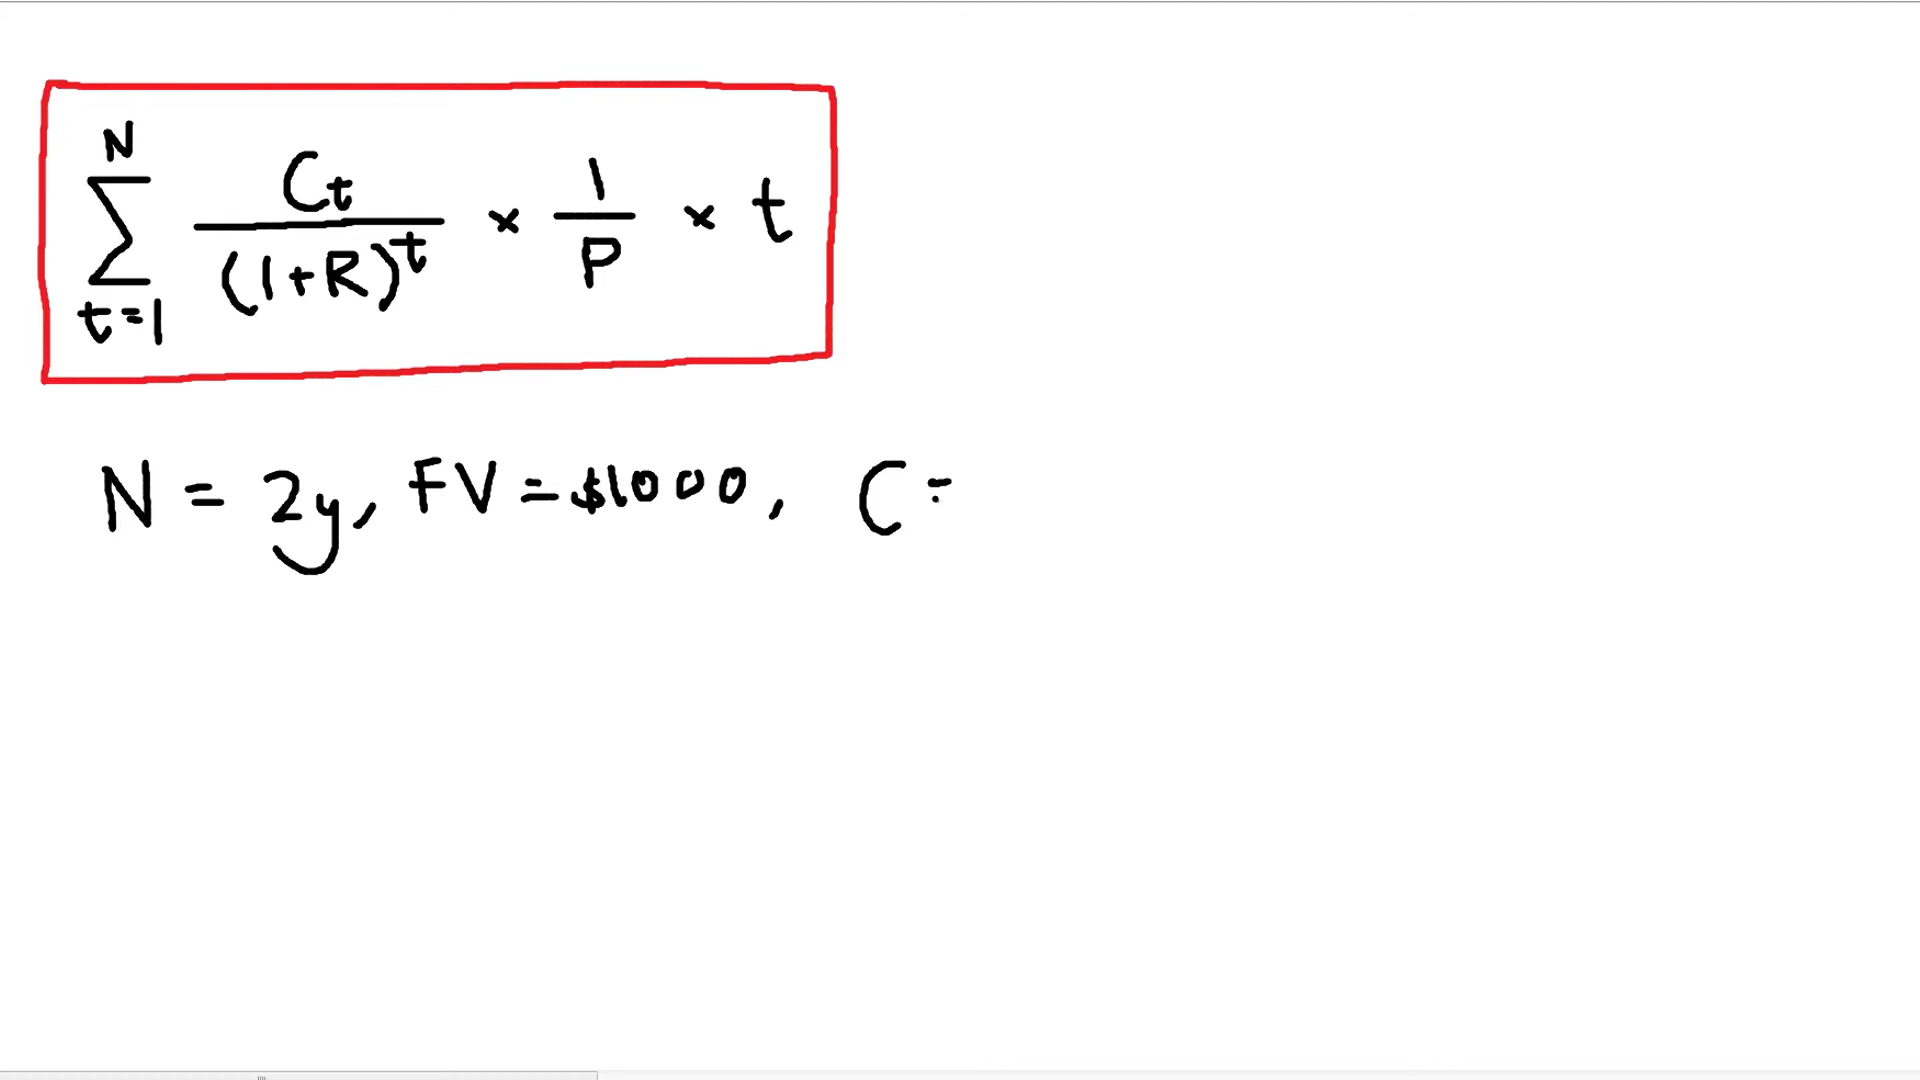 N
Ct
(1+R)^t × 1/P × t
∑
t=1
N = 2y, FV = $1000, C =